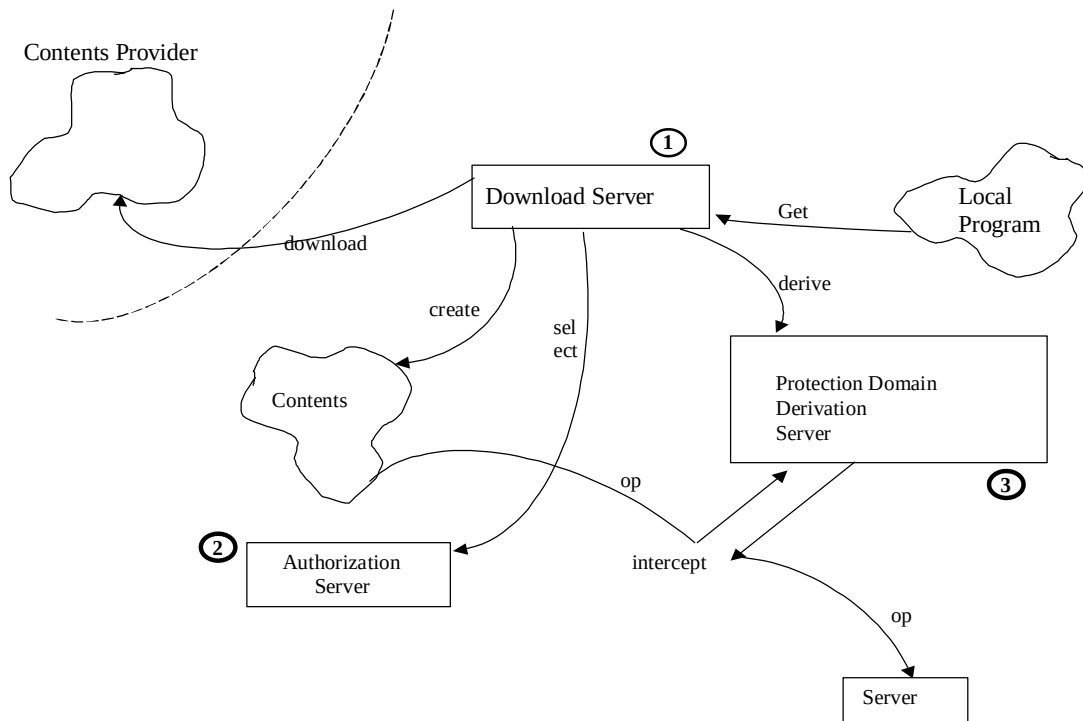 Contents Provider
1
Download Server
Get
Local
Program
download
derive
create
sel
ect
Contents
Protection Domain
Derivation
Server
op
3
2
Authorization
Server
intercept
op
Server